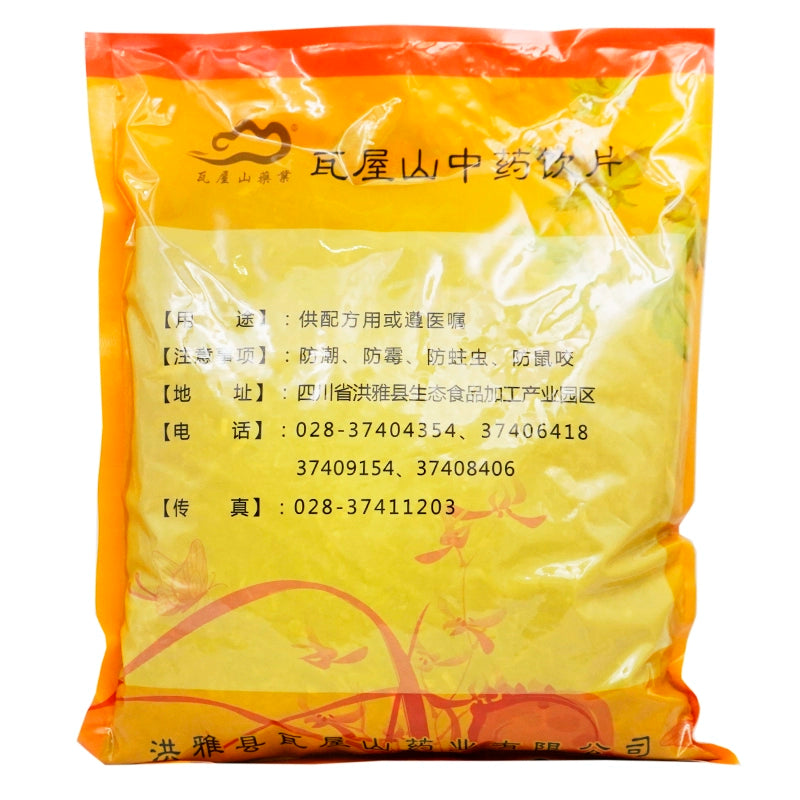 瓦屋山药业®
瓦屋山中药饮片
【用 途】:供配方用或遵医嘱
【注意事项】:防潮、防霉、防蛀虫、防鼠咬
【地 址】:四川省洪雅县生态食品加工产业园区
【电 话】:028-37404354、37406418
37409154、37408406
【传 真】:028-37411203
洪雅县瓦屋山药业有限公司